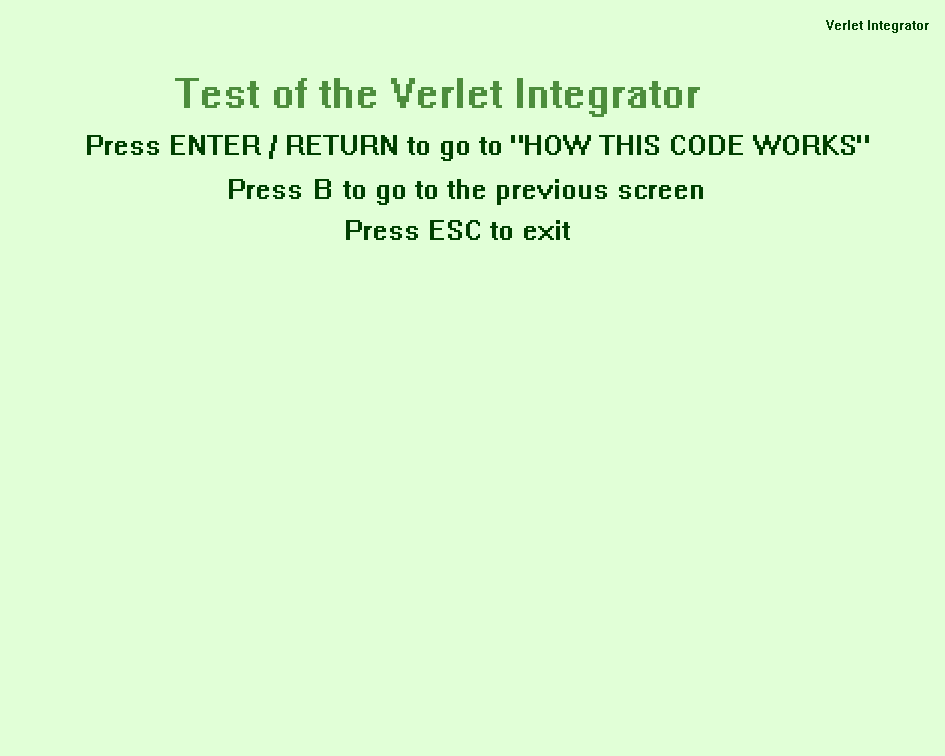 Verlet Integrator
Test of the Verlet Integrator
Press ENTER / RETURN to go to "HOW THIS CODE WORKS"
Press B to go to the previous screen
Press ESC to exit